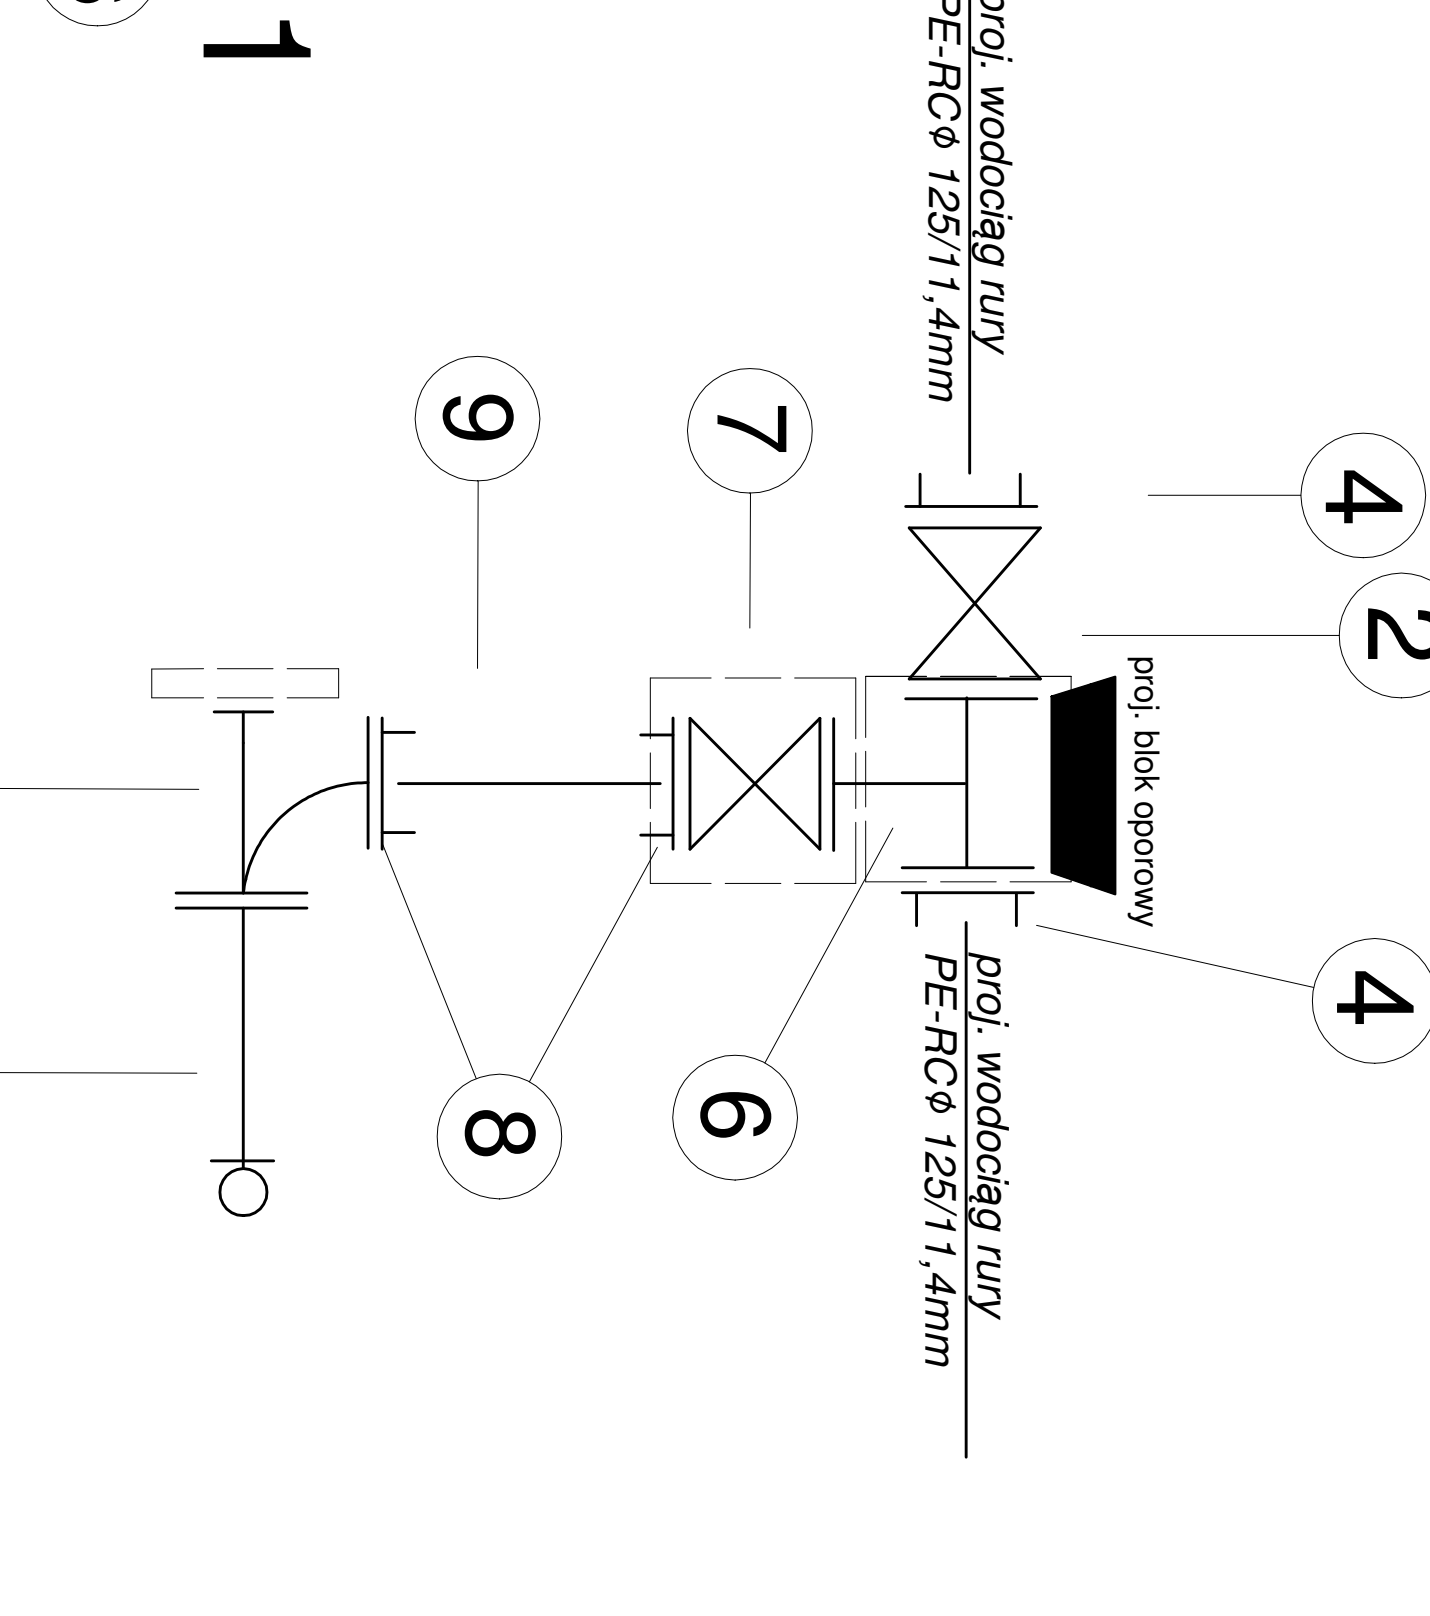 2
4
4
proj. blok oporowy
proj. wodociąg rury
PE-RCϕ 125/11,4mm
proj. wodociąg rury
PE-RCϕ 125/11,4mm
7
6
9
8
1